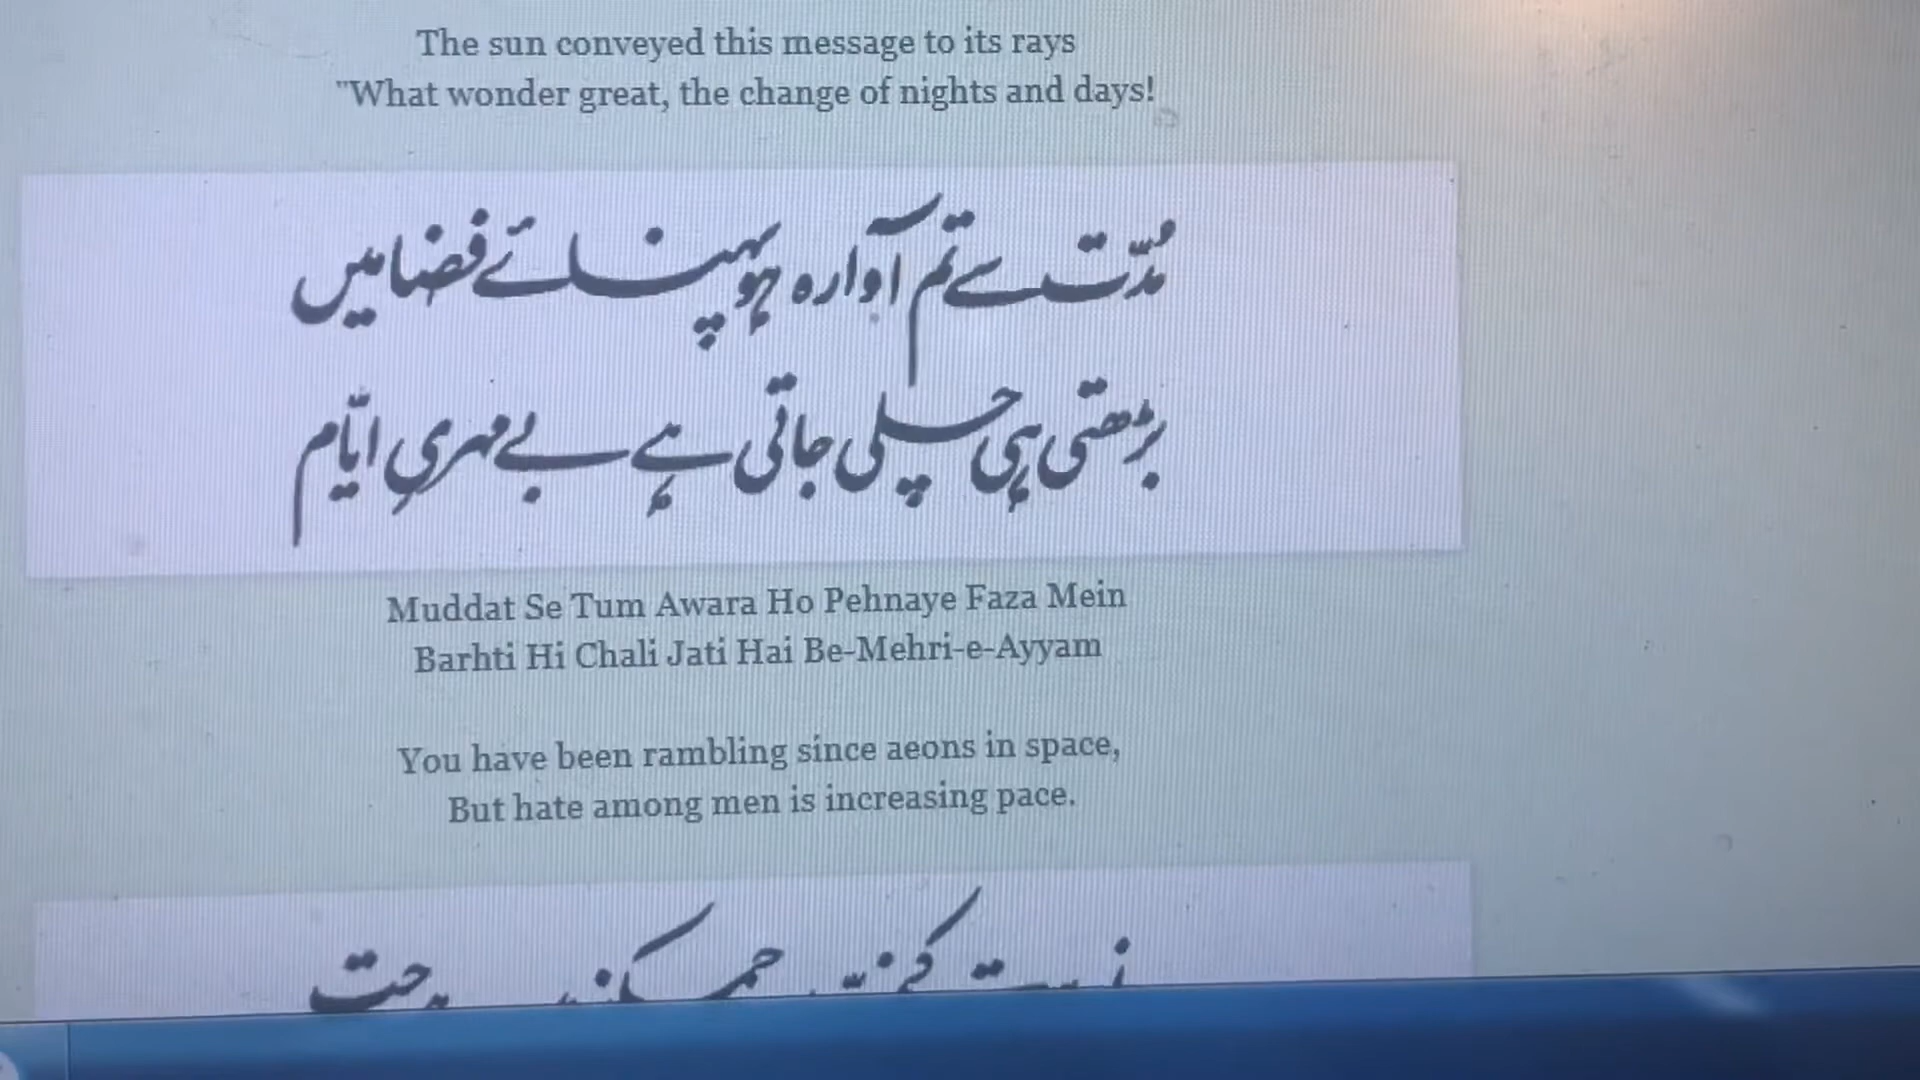 The sun conveyed this message to its rays
"What wonder great, the change of nights and days!
مُدّت سے تم آوارہ ہو پہنائے فضا میں
بڑھتی ہی چلی جاتی ہے بے مہریِ ایّام
Muddat Se Tum Awara Ho Pehnaye Faza Mein
Barhti Hi Chali Jati Hai Be-Mehri-e-Ayyam
You have been rambling since aeons in space,
But hate among men is increasing pace.